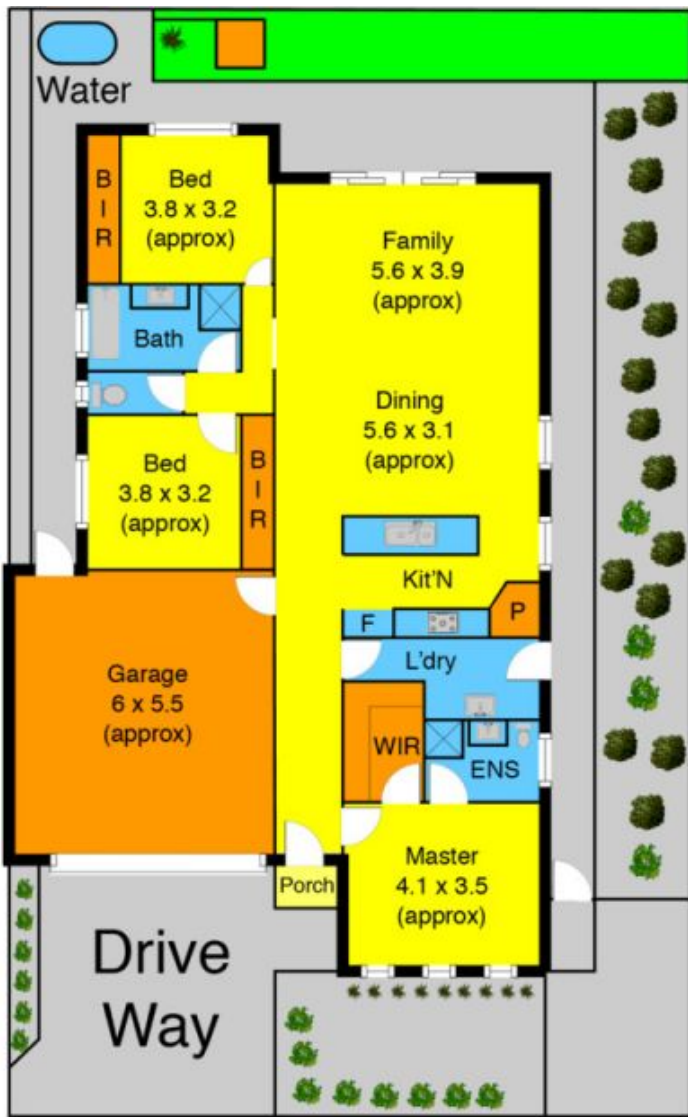 Water
B
I
R
Bed
3.8 x 3.2
(approx)
Family
5.6 x 3.9
(approx)
Bath
Dining
5.6 x 3.1
(approx)
Bed
3.8 x 3.2
(approx)
B
I
R
Kit'N
F
P
L'dry
Garage
6 x 5.5
(approx)
WIR
ENS
Master
4.1 x 3.5
(approx)
Porch
Drive
Way